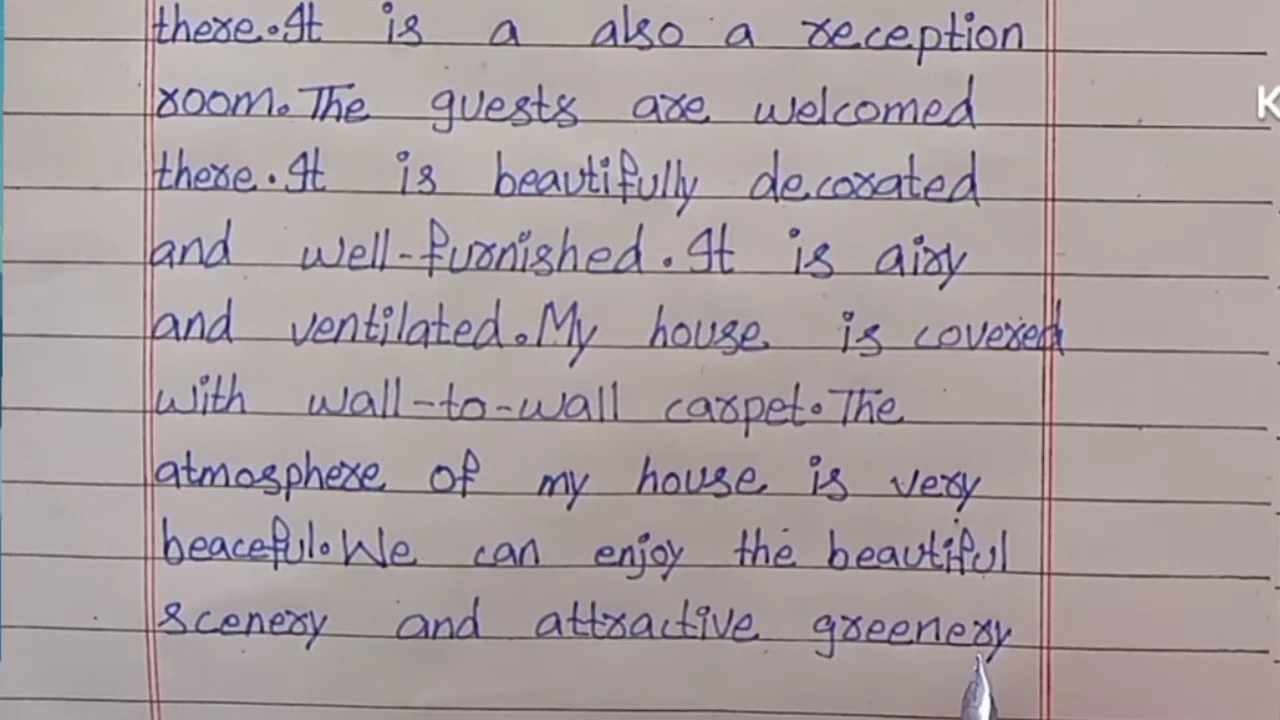 there. It is a also a reception
room. The guests are welcomed
K
there. It is beautifully decorated
and well-furnished. It is airy
and ventilated. My house is covered
with wall-to-wall carpet. The
atmosphere of my house is very
beaceful. We can enjoy the beautiful
scenery and attractive greenery